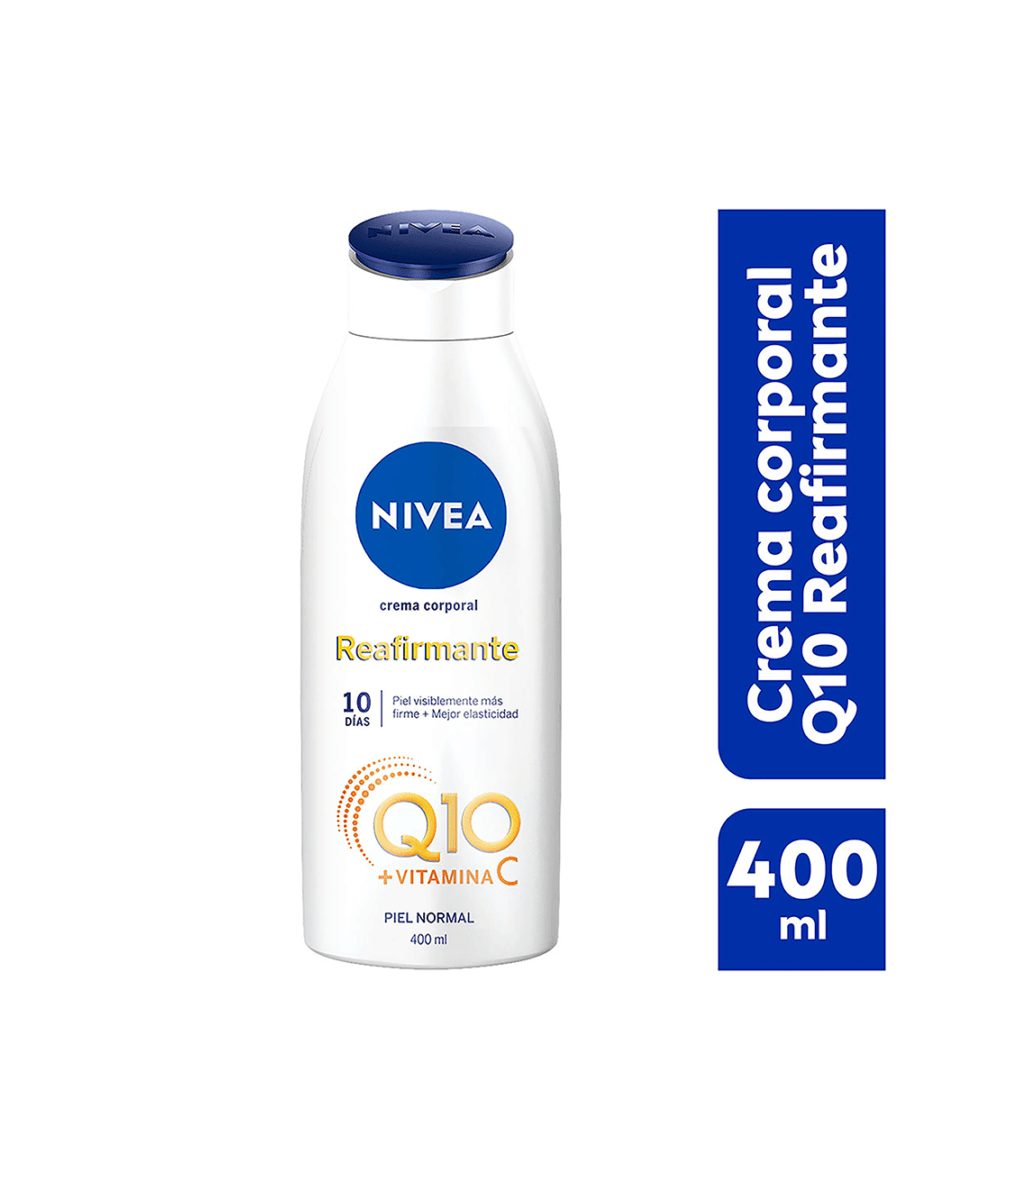 NIVEA
NIVEA
crema corporal
Reafirmante
10
DÍAS
Piel visiblemente más
firme + Mejor elasticidad
Q10
+VITAMINA C
PIEL NORMAL
400 ml
Crema corporal
Q10 Reafirmante
400
ml